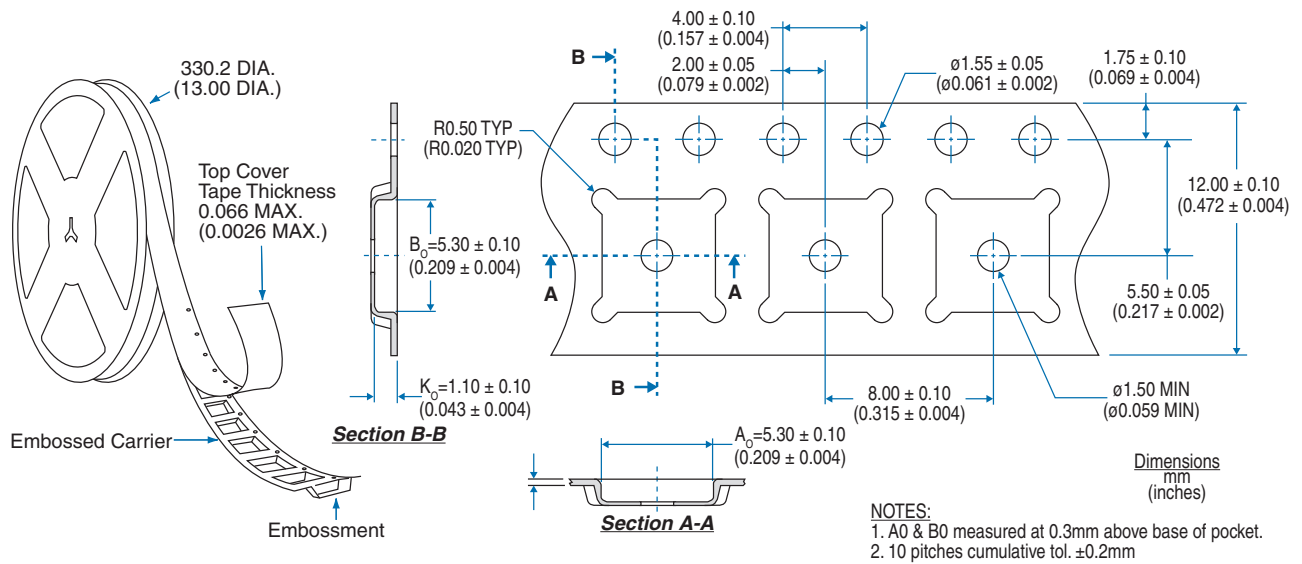 330.2 DIA.
(13.00 DIA.)
Top Cover
Tape Thickness
0.066 MAX.
(0.0026 MAX.)
Embossed Carrier
Embossment
B₀=5.30 ± 0.10
(0.209 ± 0.004)
K₀=1.10 ± 0.10
(0.043 ± 0.004)
Section B-B
4.00 ± 0.10
(0.157 ± 0.004)
2.00 ± 0.05
(0.079 ± 0.002)
B
ø1.55 ± 0.05
(ø0.061 ± 0.002)
1.75 ± 0.10
(0.069 ± 0.004)
R0.50 TYP
(R0.020 TYP)
12.00 ± 0.10
(0.472 ± 0.004)
A
A
5.50 ± 0.05
(0.217 ± 0.002)
B
8.00 ± 0.10
(0.315 ± 0.004)
ø1.50 MIN
(ø0.059 MIN)
A₀=5.30 ± 0.10
(0.209 ± 0.004)
Section A-A
Dimensions
mm
(inches)
NOTES:
1. A0 & B0 measured at 0.3mm above base of pocket.
2. 10 pitches cumulative tol. ±0.2mm